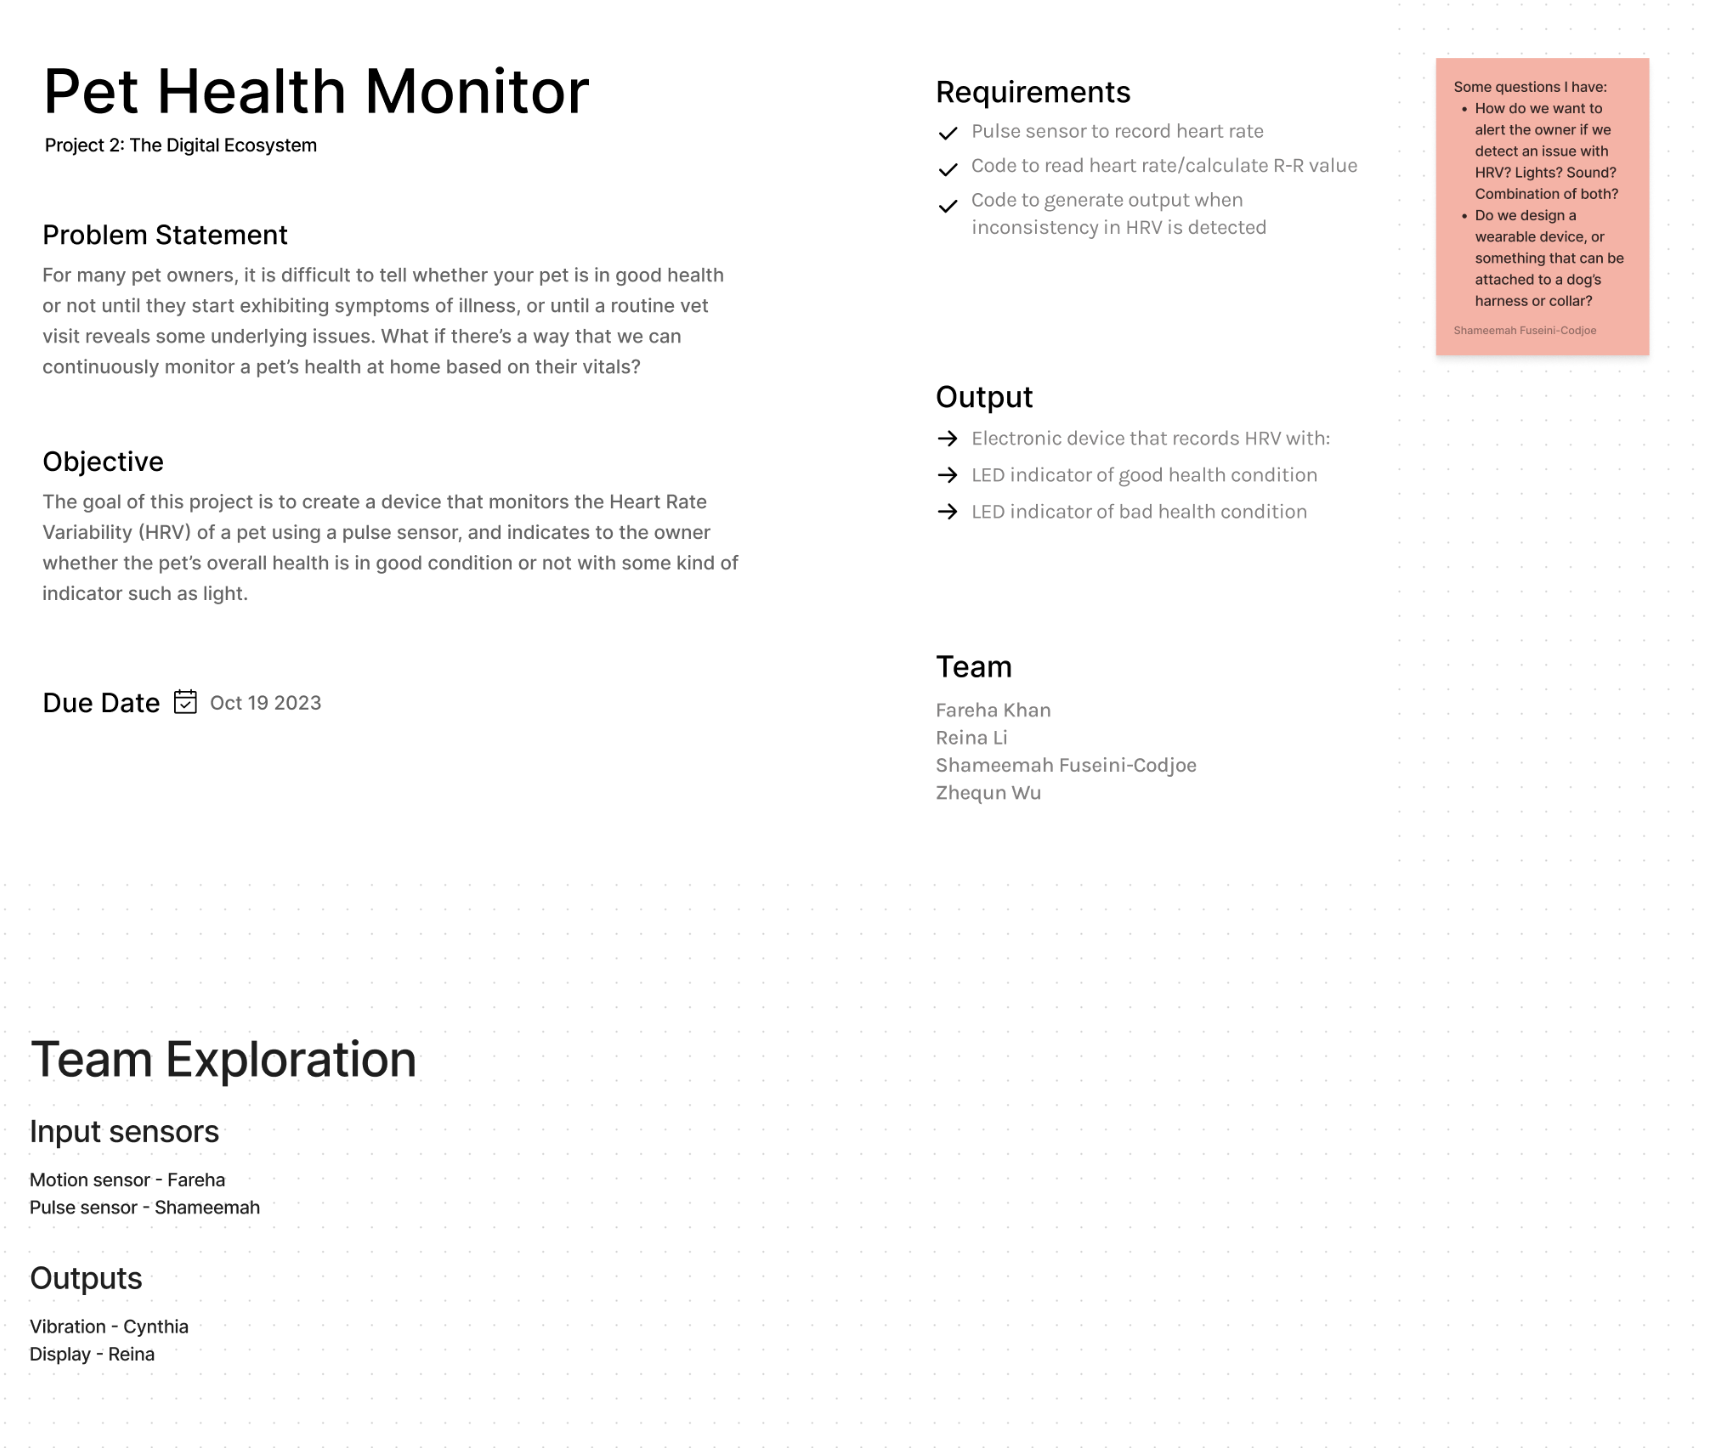 Pet Health Monitor
Project 2: The Digital Ecosystem
Problem Statement
For many pet owners, it is difficult to tell whether your pet is in good health
or not until they start exhibiting symptoms of illness, or until a routine vet
visit reveals some underlying issues. What if there's a way that we can
continuously monitor a pet's health at home based on their vitals?
Objective
The goal of this project is to create a device that monitors the Heart Rate
Variability (HRV) of a pet using a pulse sensor, and indicates to the owner
whether the pet's overall health is in good condition or not with some kind of
indicator such as light.
Due Date Oct 19 2023
Requirements
Pulse sensor to record heart rate
Code to read heart rate/calculate R-R value
Code to generate output when
inconsistency in HRV is detected
Output
Electronic device that records HRV with:
LED indicator of good health condition
LED indicator of bad health condition
Team
Fareha Khan
Reina Li
Shameemah Fuseini-Codjoe
Zhequn Wu
Some questions I have:
• How do we want to
alert the owner if we
detect an issue with
HRV? Lights? Sound?
Combination of both?
• Do we design a
wearable device, or
something that can be
attached to a dog's
harness or collar?
Shameemah Fuseini-Codjoe
Team Exploration
Input sensors
Motion sensor - Fareha
Pulse sensor - Shameemah
Outputs
Vibration - Cynthia
Display - Reina